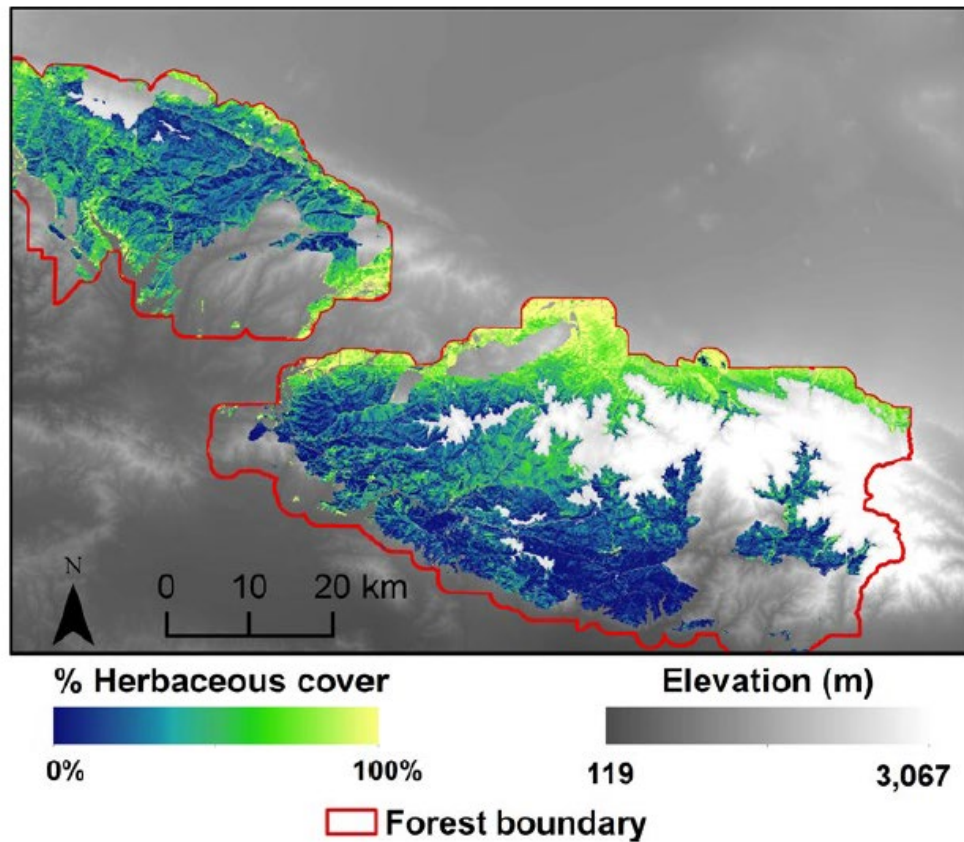 N
0 10 20 km
% Herbaceous cover
0% 100%
Elevation (m)
119 3,067
Forest boundary